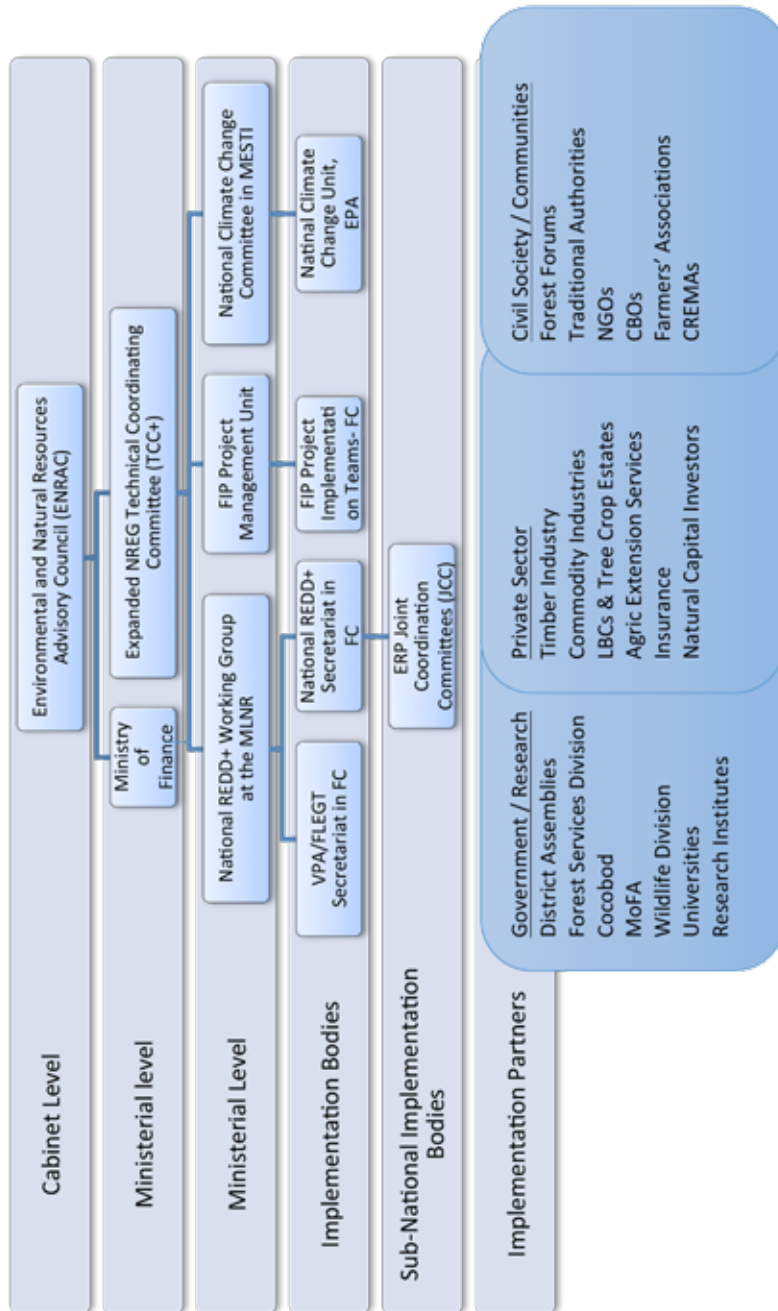 Cabinet Level
Environmental and Natural Resources
Advisory Council (ENRAC)
Ministerial level
Ministry
of
Finance
Expanded NREG Technical Coordinating
Committee (TCC+)
Ministerial Level
National REDD+ Working Group
at the MLNR
FIP Project
Management Unit
National Climate Change
Committee in MESTI
Implementation Bodies
VPA/FLEGT
Secretariat in FC
National REDD+
Secretariat in
FC
FIP Project
Implementati
on Teams- FC
Natinal Climate
Change Unit,
EPA
Sub-National Implementation
Bodies
ERP Joint
Coordination
Committees (JCC)
Implementation Partners
Government / Research
District Assemblies
Forest Services Division
Cocobod
MoFA
Wildlife Division
Universities
Research Institutes
Private Sector
Timber Industry
Commodity Industries
LBCs & Tree Crop Estates
Agric Extension Services
Insurance
Natural Capital Investors
Civil Society / Communities
Forest Forums
Traditional Authorities
NGOs
CBOs
Farmers' Associations
CREMAs